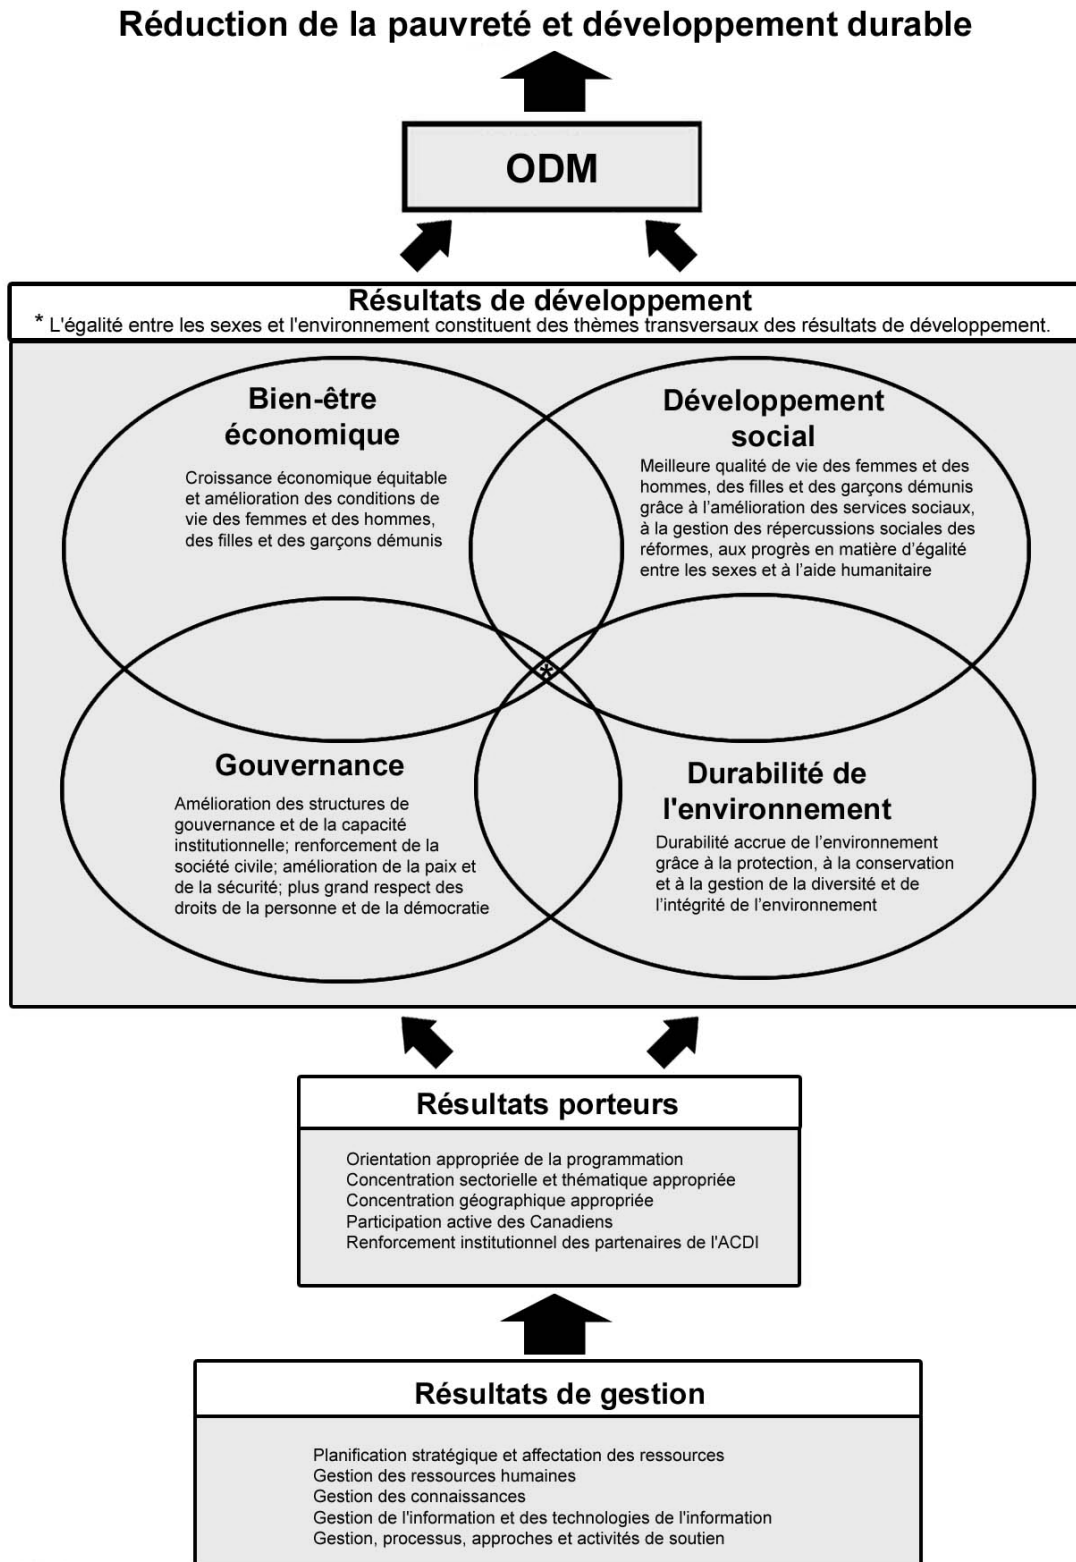 Réduction de la pauvreté et développement durable
ODM
Résultats de développement
* L'égalité entre les sexes et l'environnement constituent des thèmes transversaux des résultats de développement.
Bien-être
économique
Croissance économique équitable
et amélioration des conditions de
vie des femmes et des hommes,
des filles et des garçons démunis
Développement
social
Meilleure qualité de vie des femmes et des
hommes, des filles et des garçons démunis
grâce à l’amélioration des services sociaux,
à la gestion des répercussions sociales des
réformes, aux progrès en matière d’égalité
entre les sexes et à l’aide humanitaire
*
Gouvernance
Amélioration des structures de
gouvernance et de la capacité
institutionnelle; renforcement de la
société civile; amélioration de la paix et
de la sécurité; plus grand respect des
droits de la personne et de la démocratie
Durabilité de
l'environnement
Durabilité accrue de l’environnement
grâce à la protection, à la conservation
et à la gestion de la diversité et de
l’intégrité de l’environnement
Résultats porteurs
Orientation appropriée de la programmation
Concentration sectorielle et thématique appropriée
Concentration géographique appropriée
Participation active des Canadiens
Renforcement institutionnel des partenaires de l'ACDI
Résultats de gestion
Planification stratégique et affectation des ressources
Gestion des ressources humaines
Gestion des connaissances
Gestion de l'information et des technologies de l'information
Gestion, processus, approches et activités de soutien